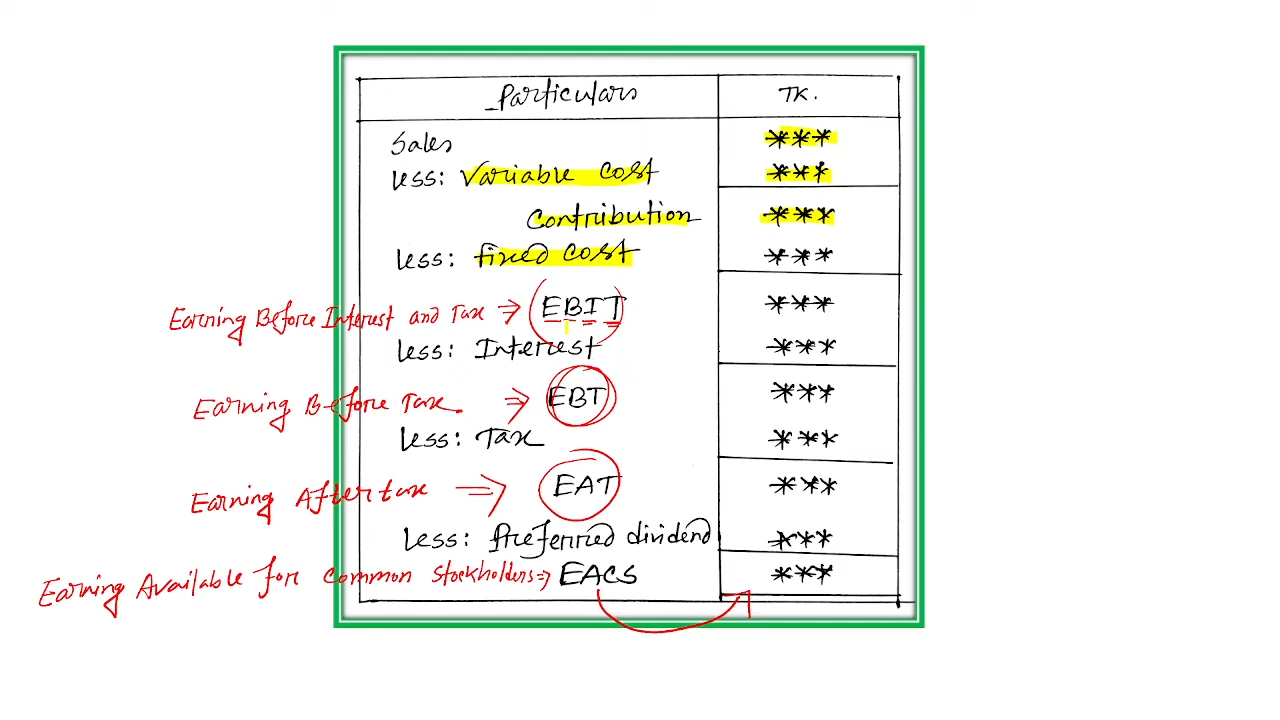 Particulars TK.
Sales ***
Less: Variable Cost ***
Contribution ***
Less: fixed cost ***
Earning Before Interest and Tax ⇒ EBIT ***
Less: Interest ***
Earning Before Tax. ⇒ EBT ***
Less: Tax ***
Earning After tax ⇒ EAT ***
Less: Preferred dividend ***
Earning Available for Common Stockholders ⇒ EACS ***